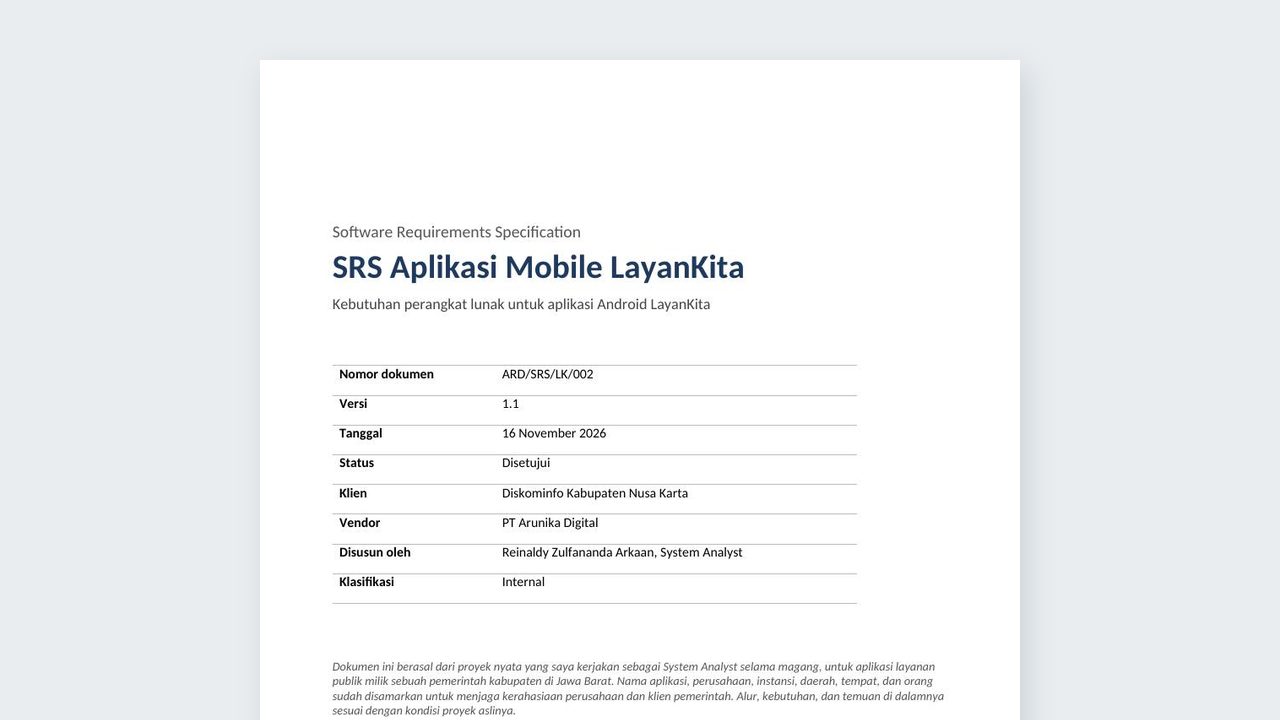 Software Requirements Specification
SRS Aplikasi Mobile LayanKita
Kebutuhan perangkat lunak untuk aplikasi Android LayanKita
Nomor dokumen ARD/SRS/LK/002
Versi 1.1
Tanggal 16 November 2026
Status Disetujui
Klien Diskominfo Kabupaten Nusa Karta
Vendor PT Arunika Digital
Disusun oleh Reinaldy Zulfananda Arkaan, System Analyst
Klasifikasi Internal
Dokumen ini berasal dari proyek nyata yang saya kerjakan sebagai System Analyst selama magang, untuk aplikasi layanan
publik milik sebuah pemerintah kabupaten di Jawa Barat. Nama aplikasi, perusahaan, instansi, daerah, tempat, dan orang
sudah disamarkan untuk menjaga kerahasiaan perusahaan dan klien pemerintah. Alur, kebutuhan, dan temuan di dalamnya
sesuai dengan kondisi proyek aslinya.